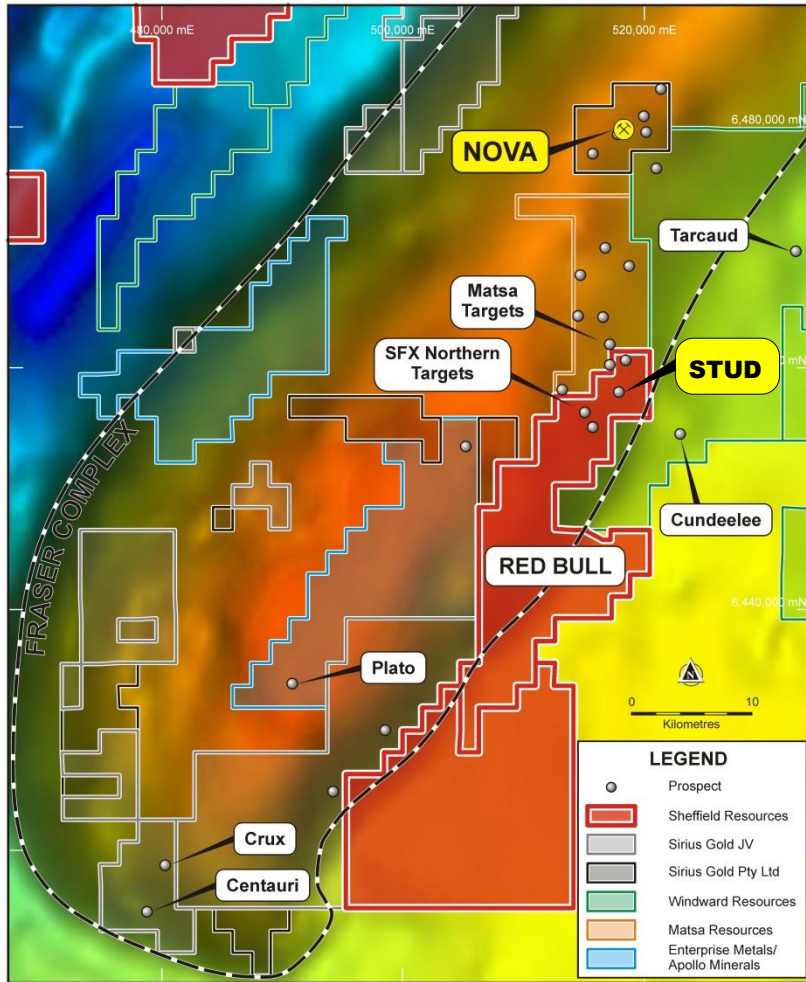 480,000 mE
500,000 mE
520,000 mE
6,480,000 mN
NOVA
Tarcaud
Matsa
Targets
SFX Northern
Targets
STUD
FRASER COMPLEX
Cundeelee
RED BULL
6,440,000 mN
Plato
N
0
10
Kilometres
Crux
Centauri
LEGEND
Prospect
Sheffield Resources
Sirius Gold JV
Sirius Gold Pty Ltd
Windward Resources
Matsa Resources
Enterprise Metals/
Apollo Minerals